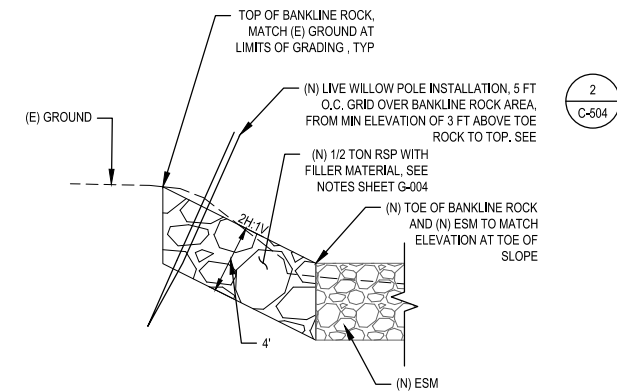 TOP OF BANKLINE ROCK,
MATCH (E) GROUND AT
LIMITS OF GRADING , TYP
(N) LIVE WILLOW POLE INSTALLATION, 5 FT
O.C. GRID OVER BANKLINE ROCK AREA,
FROM MIN ELEVATION OF 3 FT ABOVE TOE
ROCK TO TOP. SEE
2
C-504
(E) GROUND
(N) 1/2 TON RSP WITH
FILLER MATERIAL, SEE
NOTES SHEET G-004
(N) TOE OF BANKLINE ROCK
AND (N) ESM TO MATCH
ELEVATION AT TOE OF
SLOPE
2H:1V
4'
(N) ESM